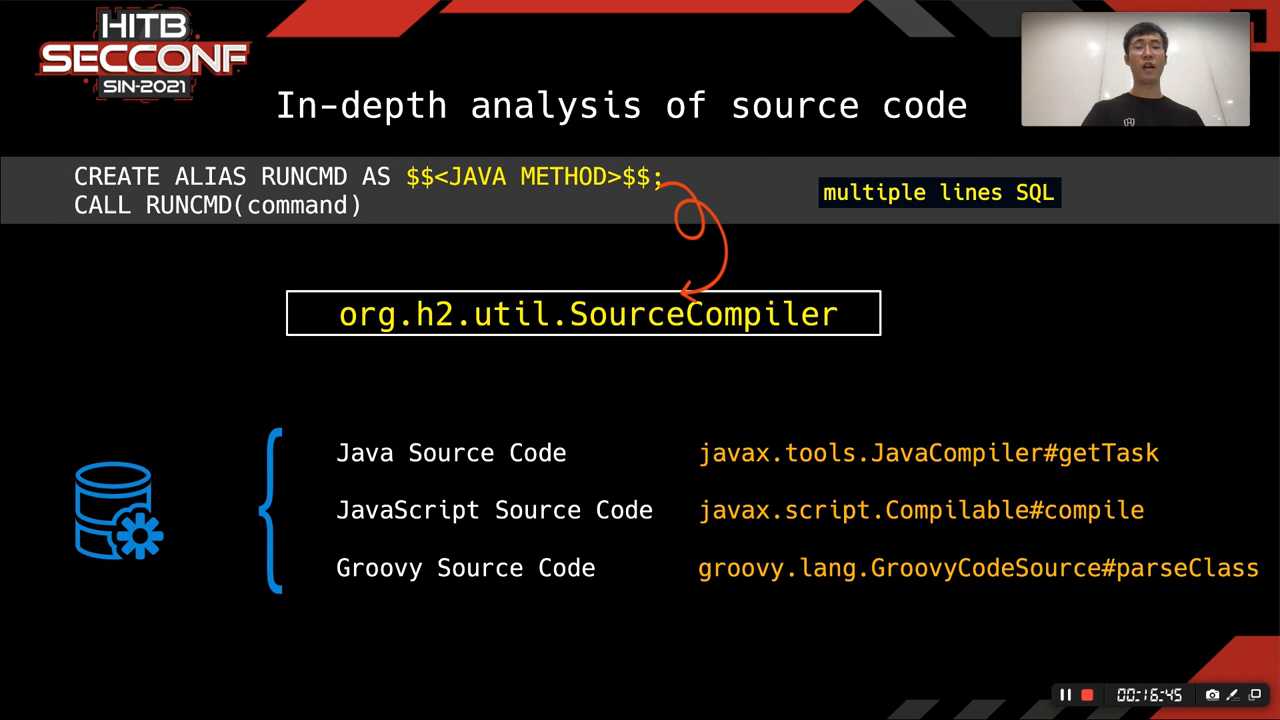 HITB
SECCONF
SIN-2021
In-depth analysis of source code
CREATE ALIAS RUNCMD AS $$<JAVA METHOD>$$;
CALL RUNCMD(command)
multiple lines SQL
org.h2.util.SourceCompiler
Java Source Code javax.tools.JavaCompiler#getTask
JavaScript Source Code javax.script.Compilable#compile
Groovy Source Code groovy.lang.GroovyCodeSource#parseClass
00:16:45